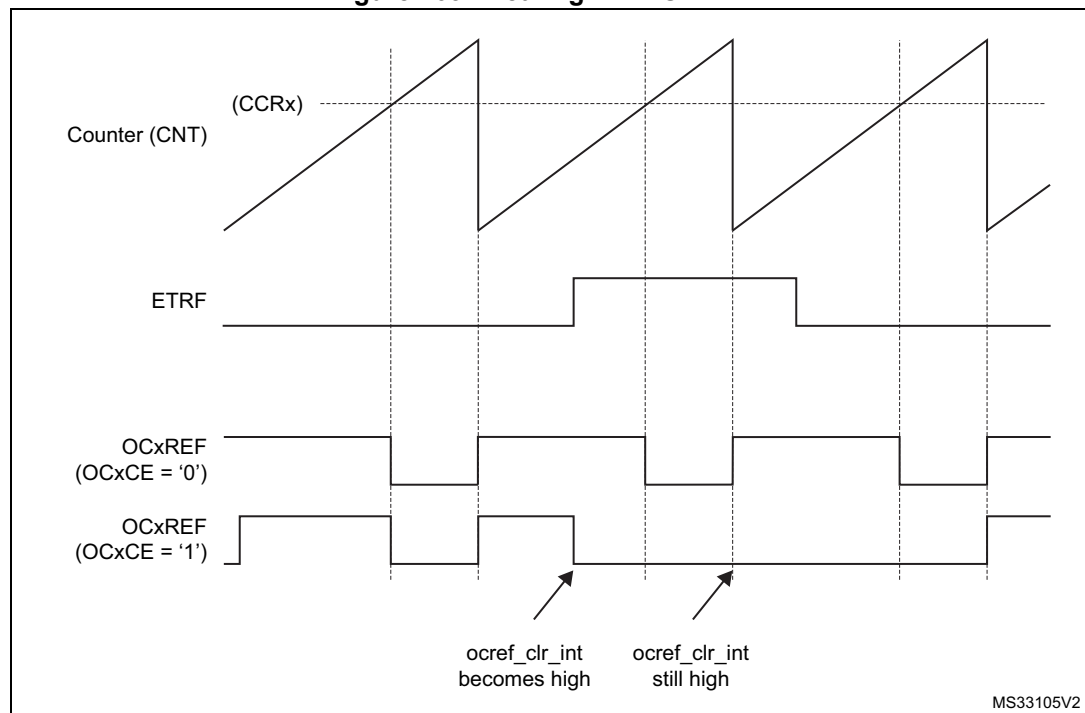 (CCRx)
Counter (CNT)
ETRF
OCxREF
(OCxCE = ‘0’)
OCxREF
(OCxCE = ‘1’)
ocref_clr_int
becomes high
ocref_clr_int
still high
MS33105V2